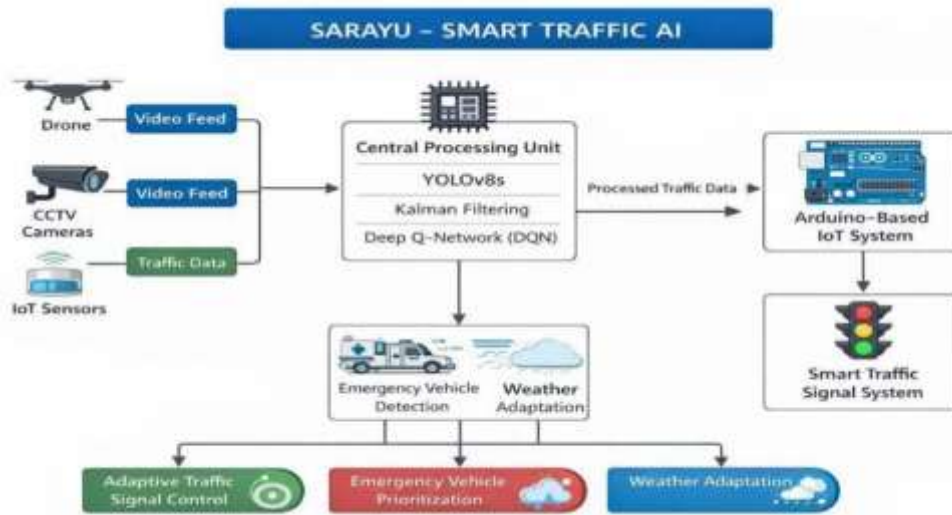 SARAYU – SMART TRAFFIC AI
Drone
Video Feed
CCTV
Cameras
Video Feed
IoT Sensors
Traffic Data
Central Processing Unit
YOLOv8s
Kalman Filtering
Deep Q-Network (DQN)
Processed Traffic Data
Arduino-Based
IoT System
Smart Traffic
Signal System
Emergency Vehicle
Detection
Weather
Adaptation
Adaptive Traffic
Signal Control
Emergency Vehicle
Prioritization
Weather Adaptation